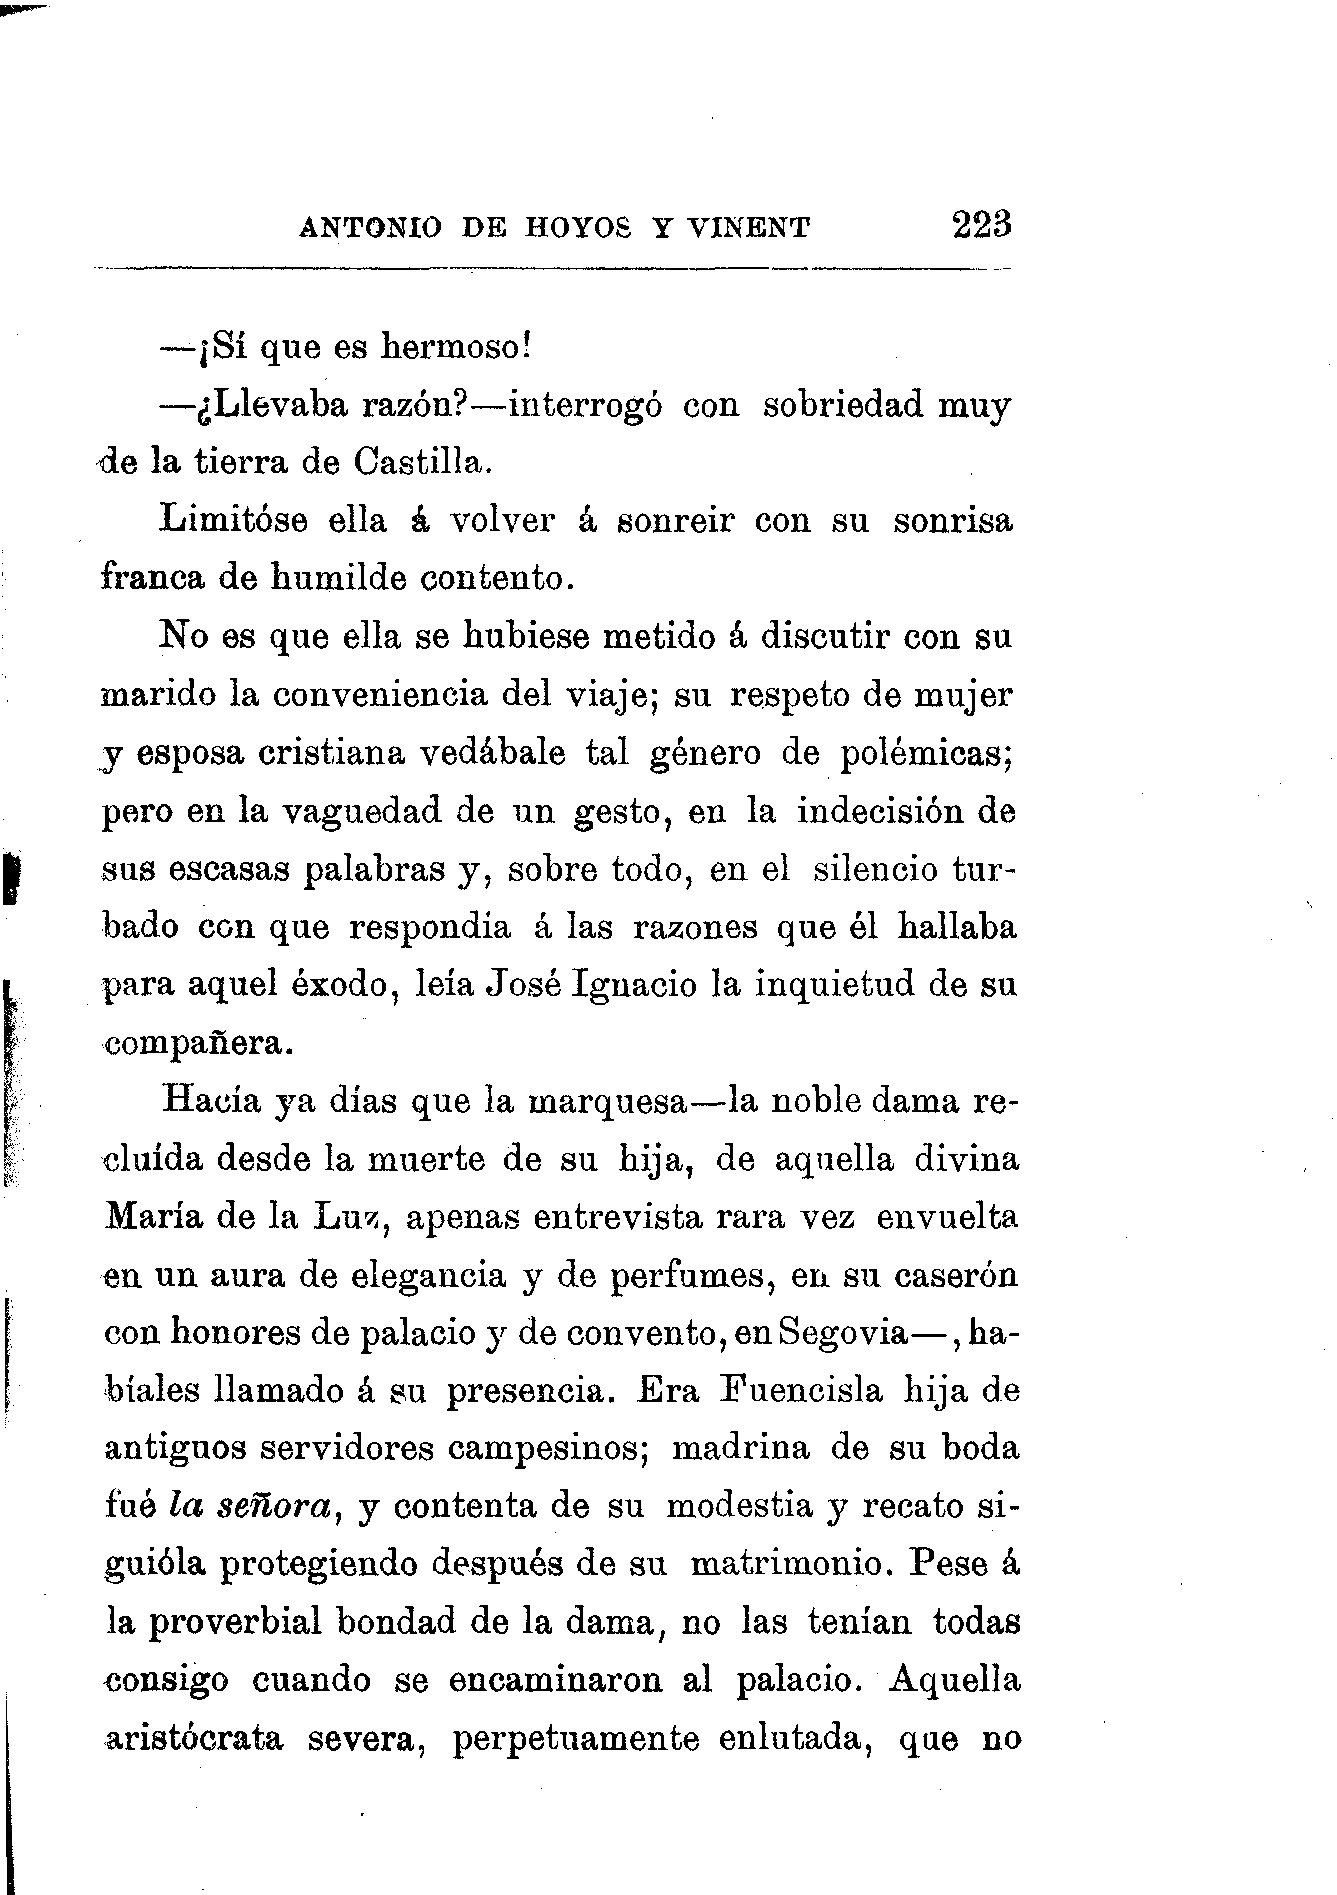 ANTONIO DE HOYOS Y VINENT 223
—¡Sí que es hermoso!
—¿Llevaba razón?—interrogó con sobriedad muy
de la tierra de Castilla.
Limitóse ella á volver á sonreir con su sonrisa
franca de humilde contento.
No es que ella se hubiese metido á discutir con su
marido la conveniencia del viaje; su respeto de mujer
y esposa cristiana vedábale tal género de polémicas;
pero en la vaguedad de un gesto, en la indecisión de
sus escasas palabras y, sobre todo, en el silencio tur-
bado con que respondía á las razones que él hallaba
para aquel éxodo, leía José Ignacio la inquietud de su
compañera.
Hacía ya días que la marquesa—la noble dama re-
cluída desde la muerte de su hija, de aquella divina
María de la Luz, apenas entrevista rara vez envuelta
en un aura de elegancia y de perfumes, en su caserón
con honores de palacio y de convento, en Segovia—, ha-
bíales llamado á su presencia. Era Fuencisla hija de
antiguos servidores campesinos; madrina de su boda
fué la señora, y contenta de su modestia y recato si-
guióla protegiendo después de su matrimonio. Pese á
la proverbial bondad de la dama, no las tenían todas
consigo cuando se encaminaron al palacio. Aquella
aristócrata severa, perpetuamente enlutada, que no